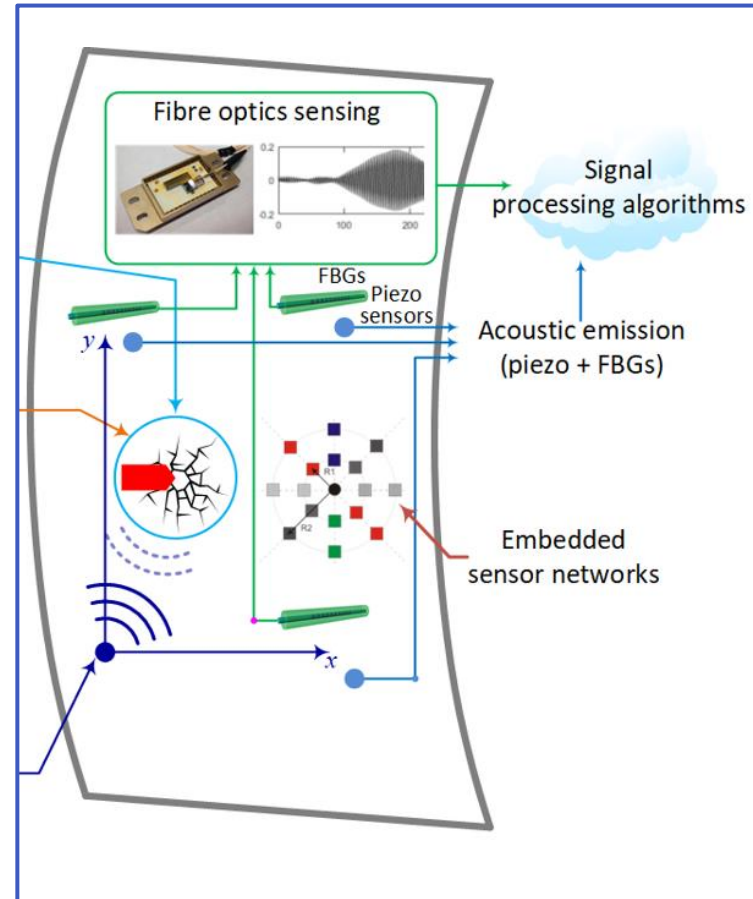 Fibre optics sensing
0.2
0
-0.2
0 100 200
Signal
processing algorithms
FBGs
Piezo
sensors
Acoustic emission
(piezo + FBGs)
y
R1
R2
Embedded
sensor networks
x